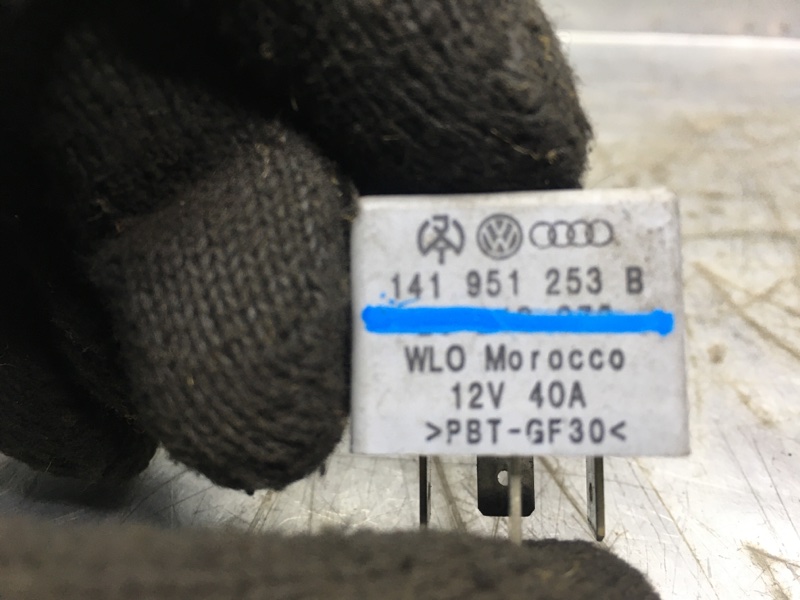 141 951 253 B
WLO Morocco
12V 40A
>PBT-GF30<